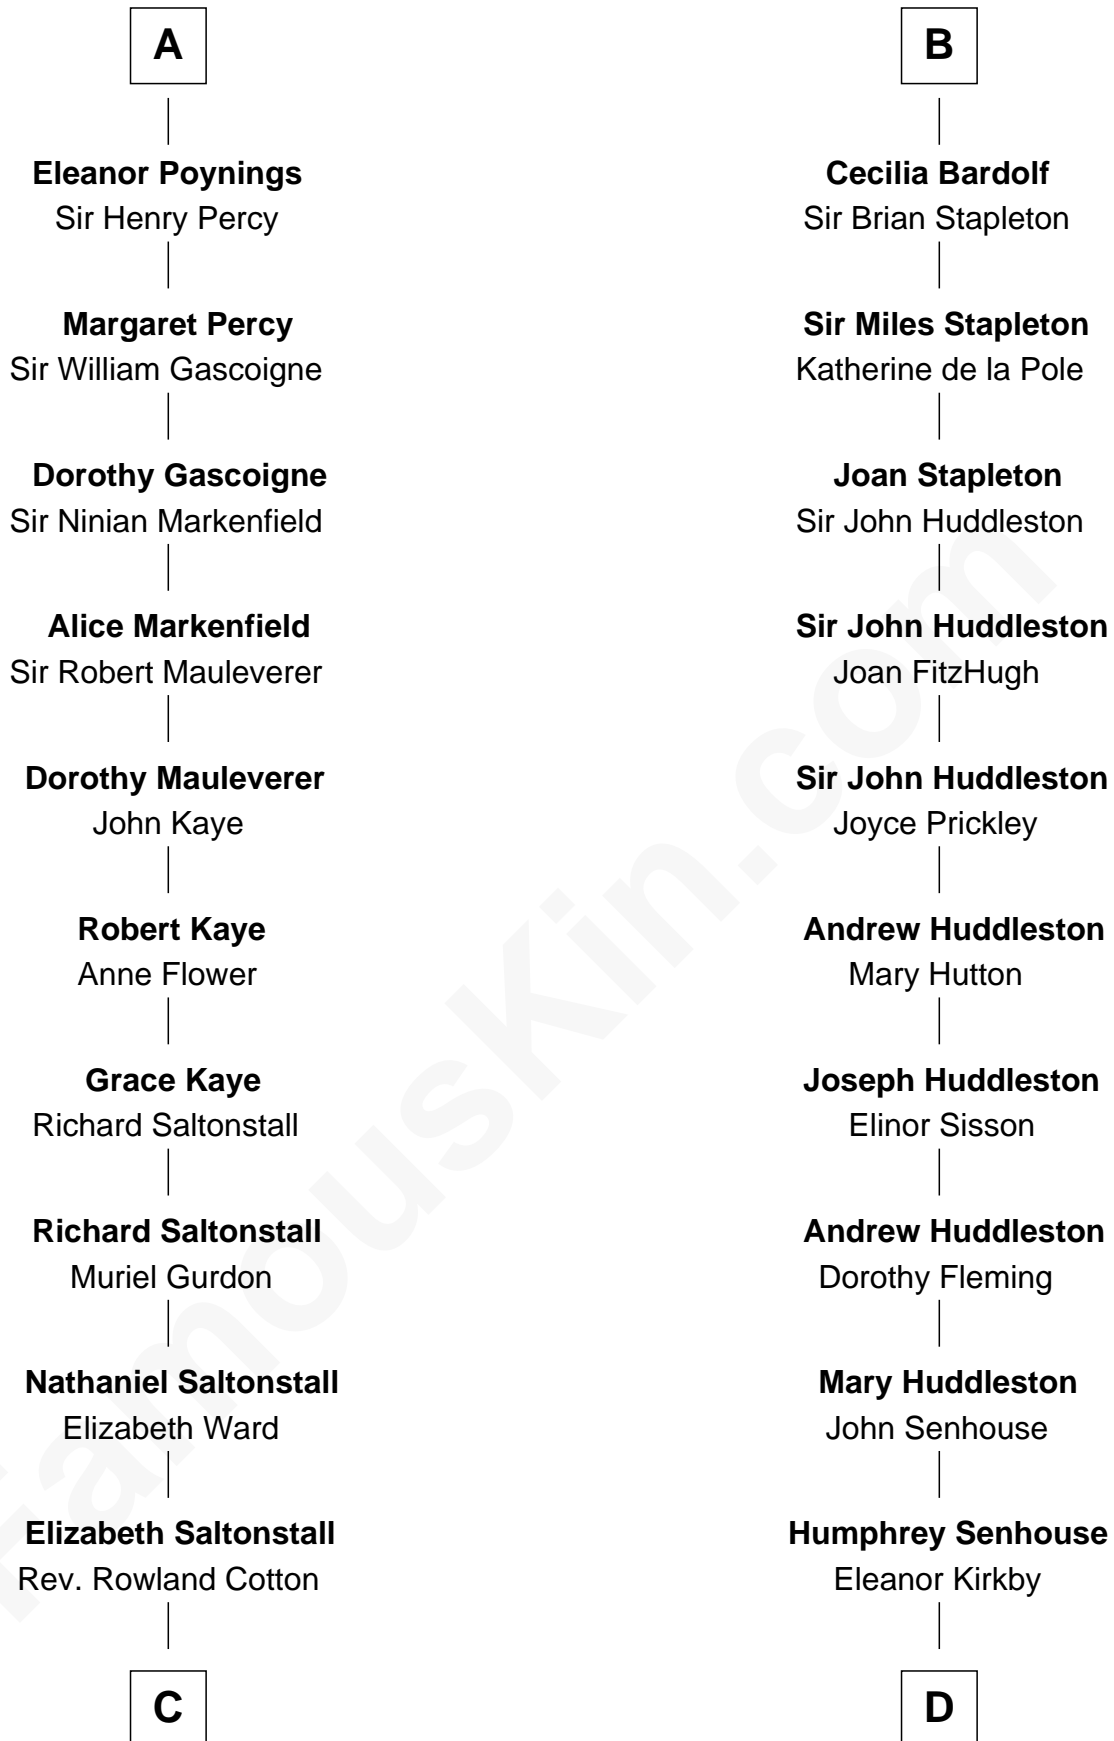 A
Eleanor Poynings
Sir Henry Percy
Margaret Percy
Sir William Gascoigne
Dorothy Gascoigne
Sir Ninian Markenfield
Alice Markenfield
Sir Robert Mauleverer
Dorothy Mauleverer
John Kaye
Robert Kaye
Anne Flower
Grace Kaye
Richard Saltonstall
Richard Saltonstall
Muriel Gurdon
Nathaniel Saltonstall
Elizabeth Ward
Elizabeth Saltonstall
Rev. Rowland Cotton
C
B
Cecilia Bardolf
Sir Brian Stapleton
Sir Miles Stapleton
Katherine de la Pole
Joan Stapleton
Sir John Huddleston
Sir John Huddleston
Joan FitzHugh
Sir John Huddleston
Joyce Prickley
Andrew Huddleston
Mary Hutton
Joseph Huddleston
Elinor Sisson
Andrew Huddleston
Dorothy Fleming
Mary Huddleston
John Senhouse
Humphrey Senhouse
Eleanor Kirkby
D
FamousKin.com